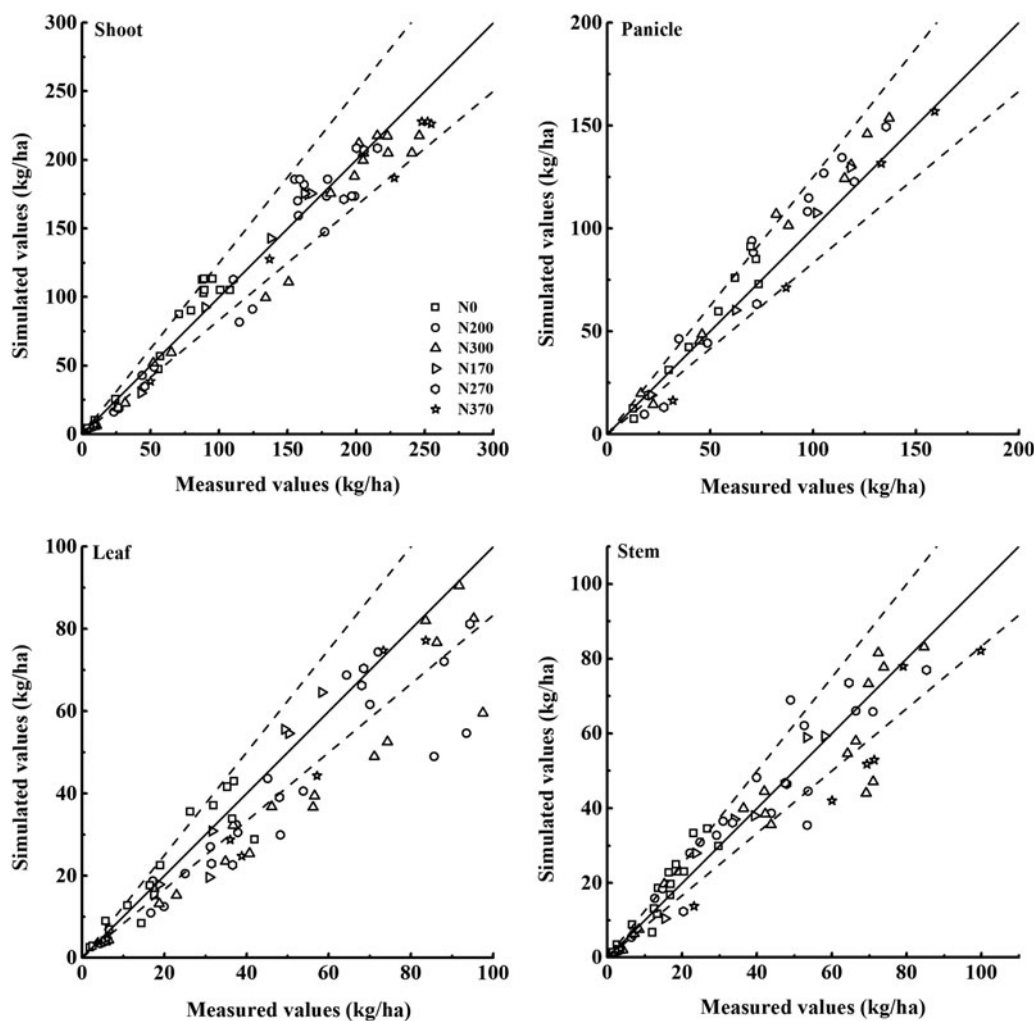 Shoot
Simulated values (kg/ha)
300
250
200
150
100
50
0
0 50 100 150 200 250 300
Measured values (kg/ha)
N0
N200
N300
N170
N270
N370
Panicle
Simulated values (kg/ha)
200
150
100
50
0
0 50 100 150 200
Measured values (kg/ha)
Leaf
Simulated values (kg/ha)
100
80
60
40
20
0
0 20 40 60 80 100
Measured values (kg/ha)
Stem
Simulated values (kg/ha)
100
80
60
40
20
0
0 20 40 60 80 100
Measured values (kg/ha)